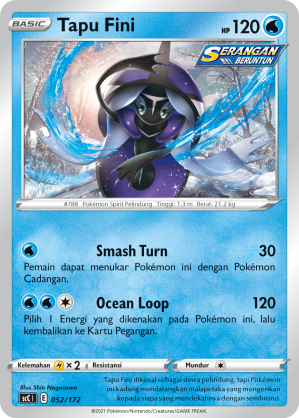 BASIC
Tapu Fini
HP 120
SERANGAN
BERUNTUN
#788 Pokémon Spirit Pelindung Tinggi: 1.3 m Berat: 21.2 kg
Smash Turn 30
Pemain dapat menukar Pokémon ini dengan Pokémon
Cadangan.
Ocean Loop 120
Pilih 1 Energi yang dikenakan pada Pokémon ini, lalu
kembalikan ke Kartu Pegangan.
Kelemahan ×2 Resistansi Mundur
Illus. Shin Nagasawa
sC1 I E 052/172
Tapu Fini dikenal sebagai dewa pelindung, tapi Pokémon
ini kadang mendatangkan malapetaka yang mengerikan
kepada siapa yang mendekatinya dengan sembrono.
©2021 Pokémon/Nintendo/Creatures/GAME FREAK